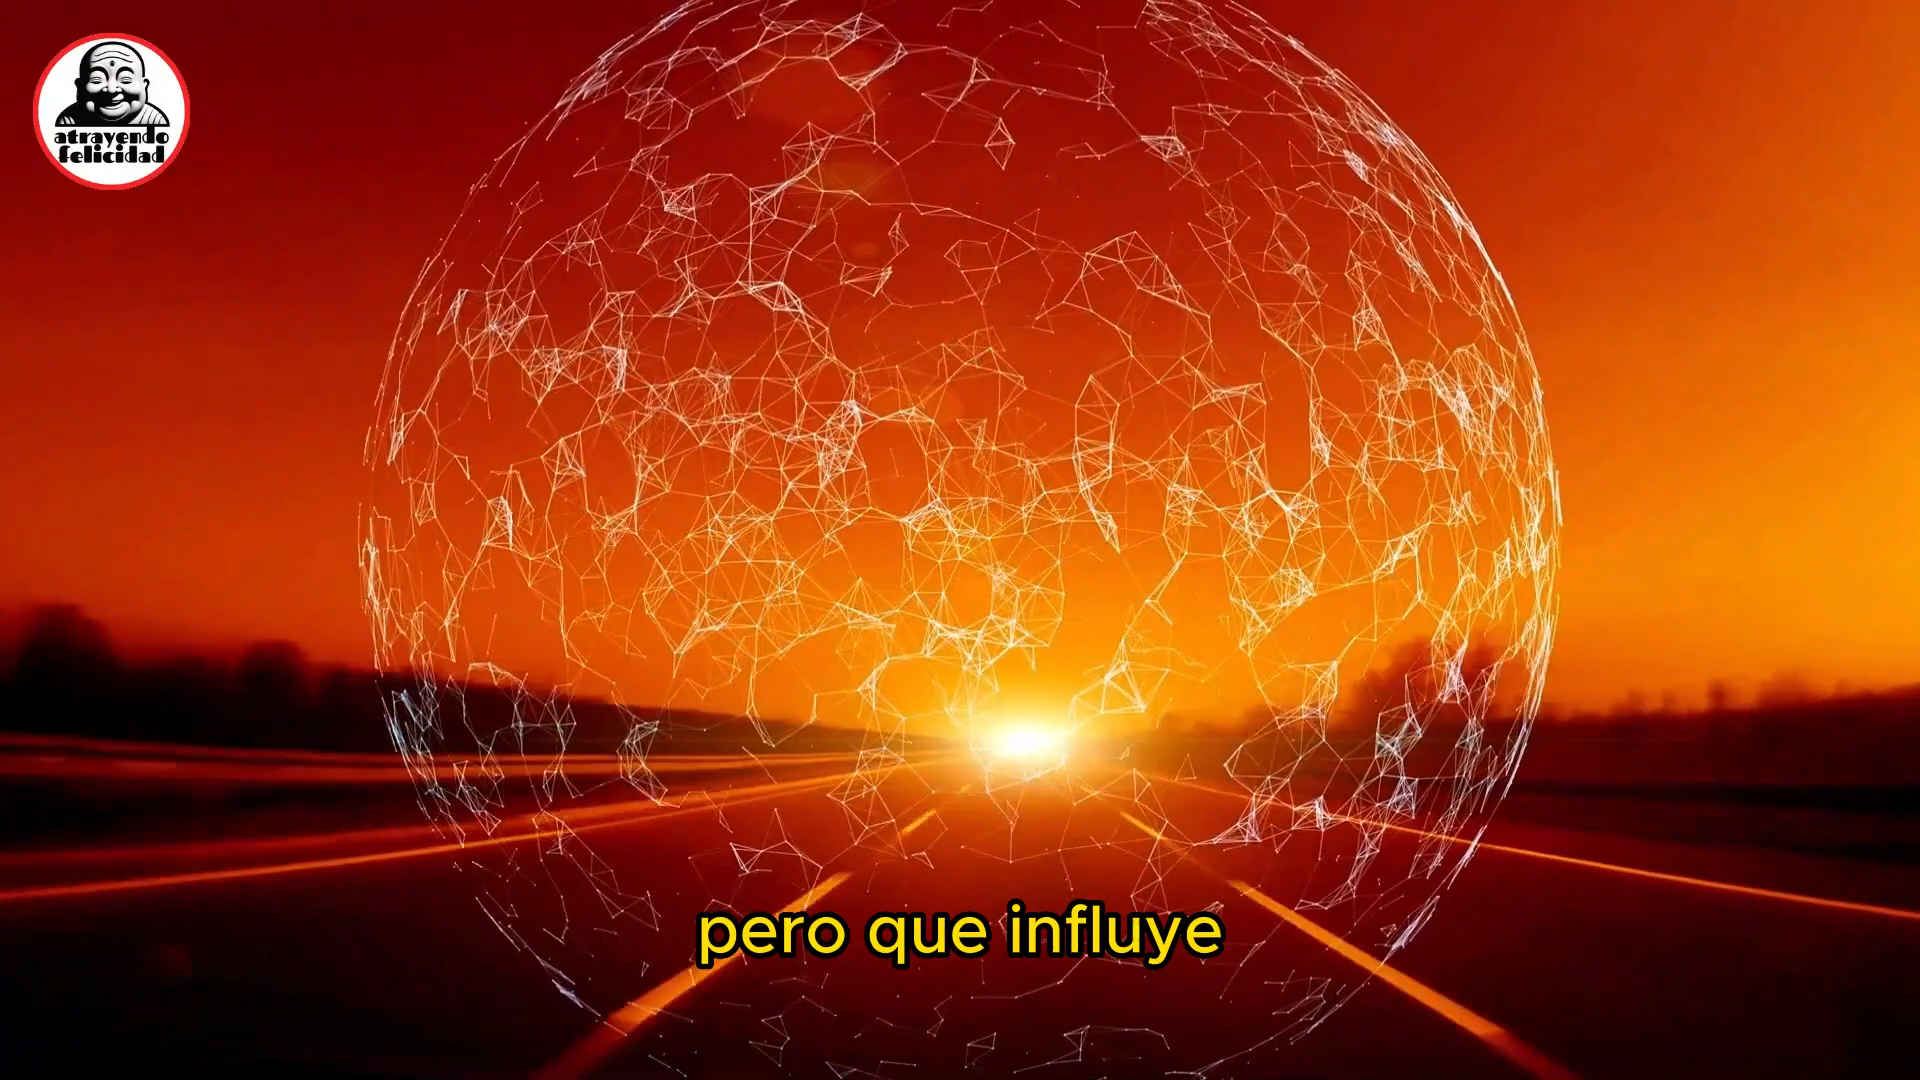 atrayendo
felicidad
pero que influye